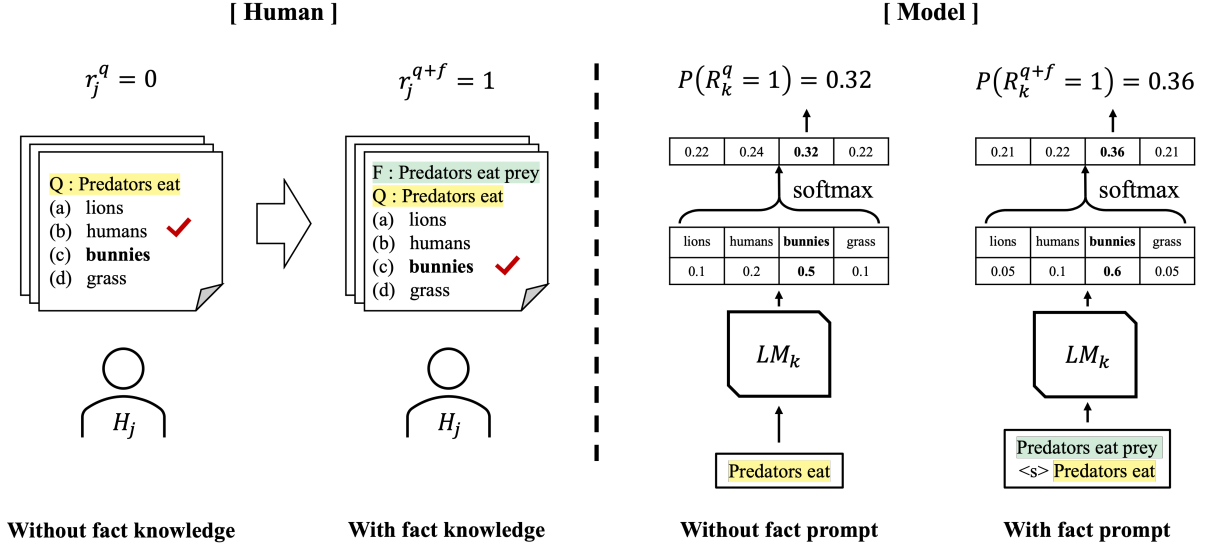 [ Human ]
r_j^q = 0
Q : Predators eat
(a) lions
(b) humans
(c) bunnies
(d) grass
H_j
Without fact knowledge
r_j^{q+f} = 1
F : Predators eat prey
Q : Predators eat
(a) lions
(b) humans
(c) bunnies
(d) grass
H_j
With fact knowledge
[ Model ]
P(R_k^q = 1) = 0.32
0.22 0.24 0.32 0.22
softmax
lions humans bunnies grass
0.1 0.2 0.5 0.1
LM_k
Predators eat
Without fact prompt
P(R_k^{q+f} = 1) = 0.36
0.21 0.22 0.36 0.21
softmax
lions humans bunnies grass
0.05 0.1 0.6 0.05
LM_k
Predators eat prey
<s> Predators eat
With fact prompt